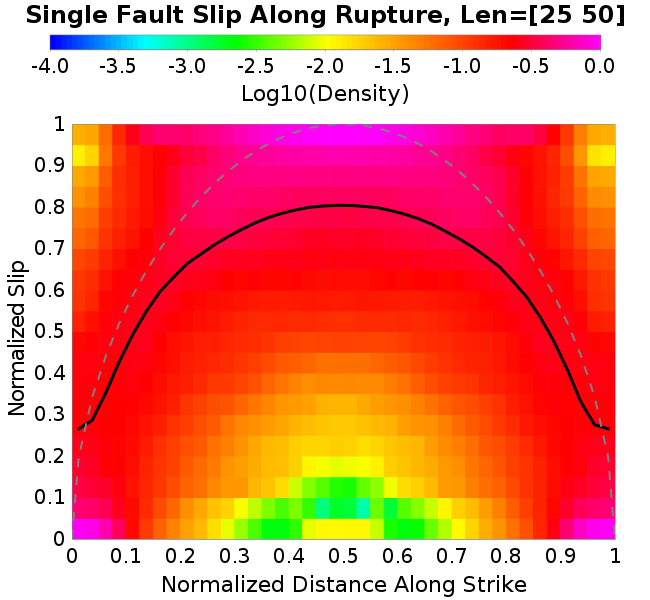 Single Fault Slip Along Rupture, Len=[25 50]
-4.0 -3.5 -3.0 -2.5 -2.0 -1.5 -1.0 -0.5 0.0
Log10(Density)
1
0.9
0.8
0.7
0.6
0.5
0.4
0.3
0.2
0.1
0
Normalized Slip
0 0.1 0.2 0.3 0.4 0.5 0.6 0.7 0.8 0.9 1
Normalized Distance Along Strike